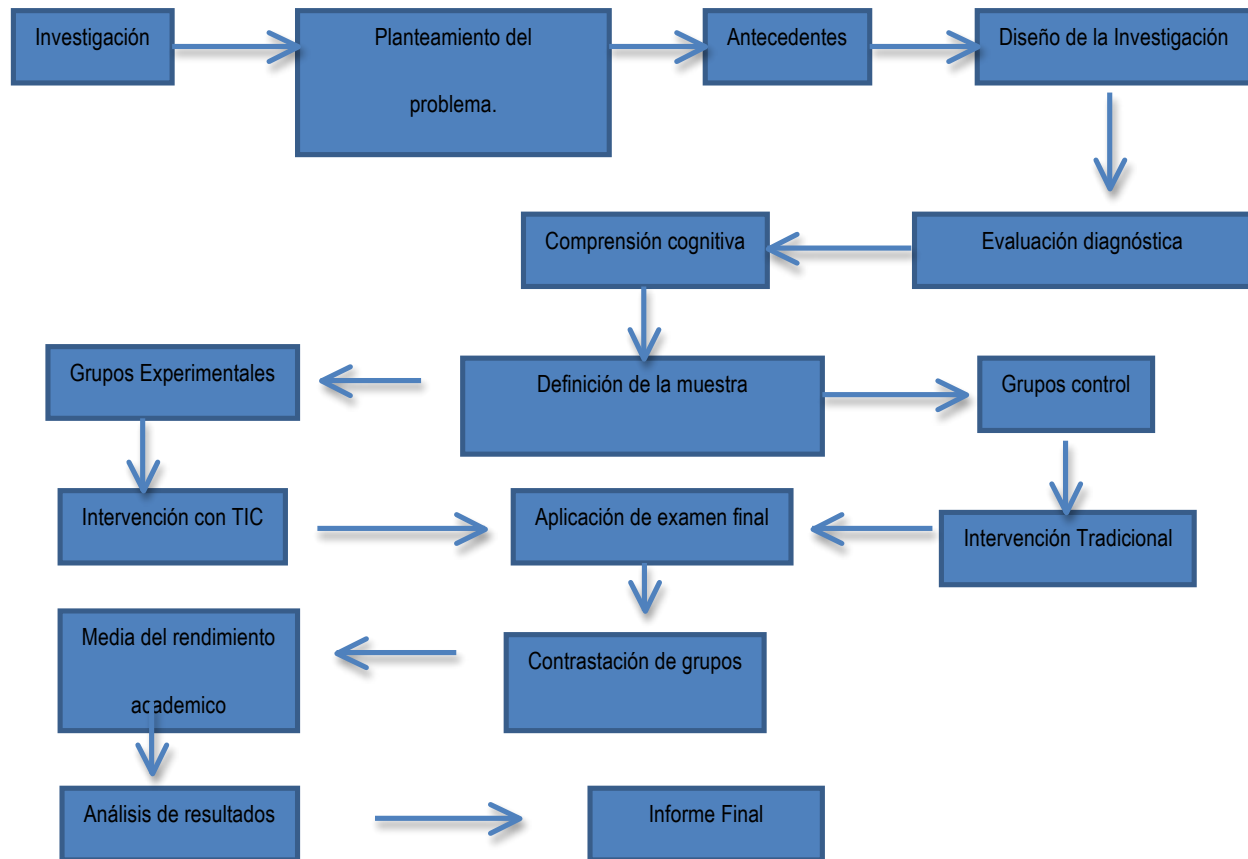 Investigación
Planteamiento del
problema.
Antecedentes
Diseño de la Investigación
Comprensión cognitiva
Evaluación diagnóstica
Grupos Experimentales
Definición de la muestra
Grupos control
Intervención con TIC
Aplicación de examen final
Intervención Tradicional
Media del rendimiento
academico
Contrastación de grupos
Análisis de resultados
Informe Final